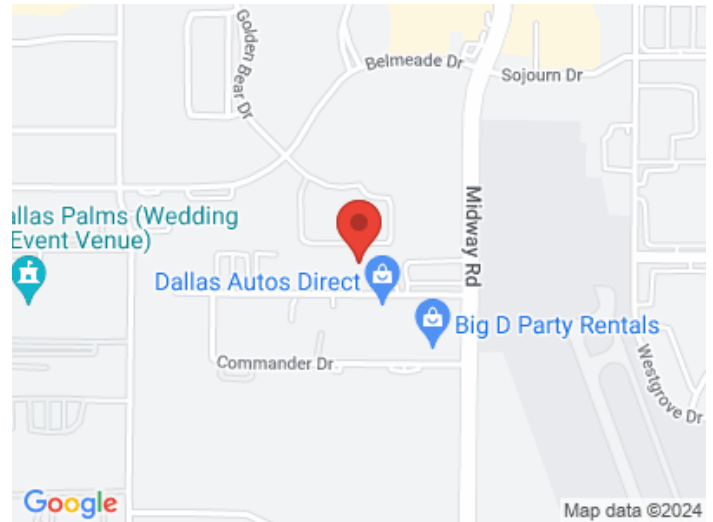 Golden Bear Dr
Belmeade Dr
Sojourn Dr
allas Palms (Wedding
Event Venue)
Midway Rd
Dallas Autos Direct
Big D Party Rentals
Commander Dr
Westgrove Dr
Google
Map data ©2024